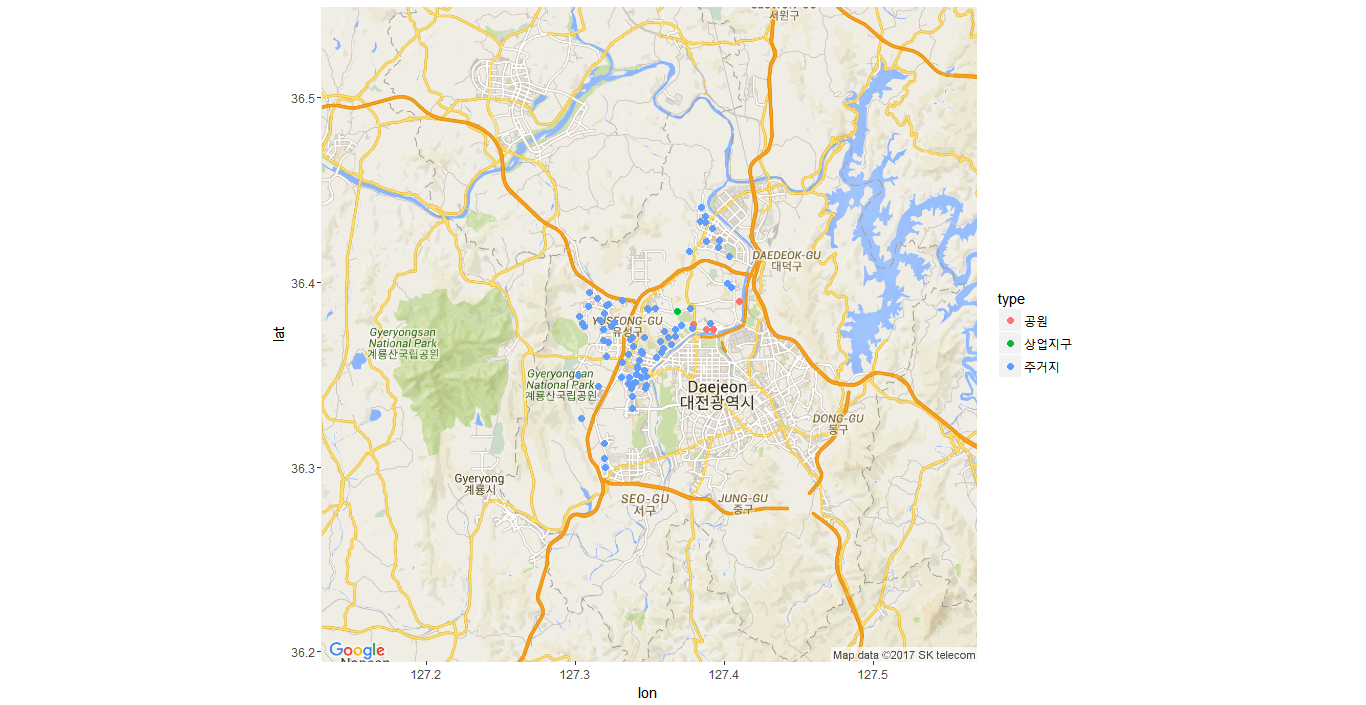 서원구
36.5
36.4
36.3
36.2
lat
DAEDEOK-GU
대덕구
YUSEONG-GU
유성구
Gyeryongsan
National Park
계룡산국립공원
Gyeryongsan
National Park
계룡산국립공원
Daejeon
대전광역시
DONG-GU
동구
Gyeryong
계룡시
SEO-GU
서구
JUNG-GU
중구
Google
Map data ©2017 SK telecom
127.2
127.3
127.4
127.5
lon
type
공원
상업지구
주거지